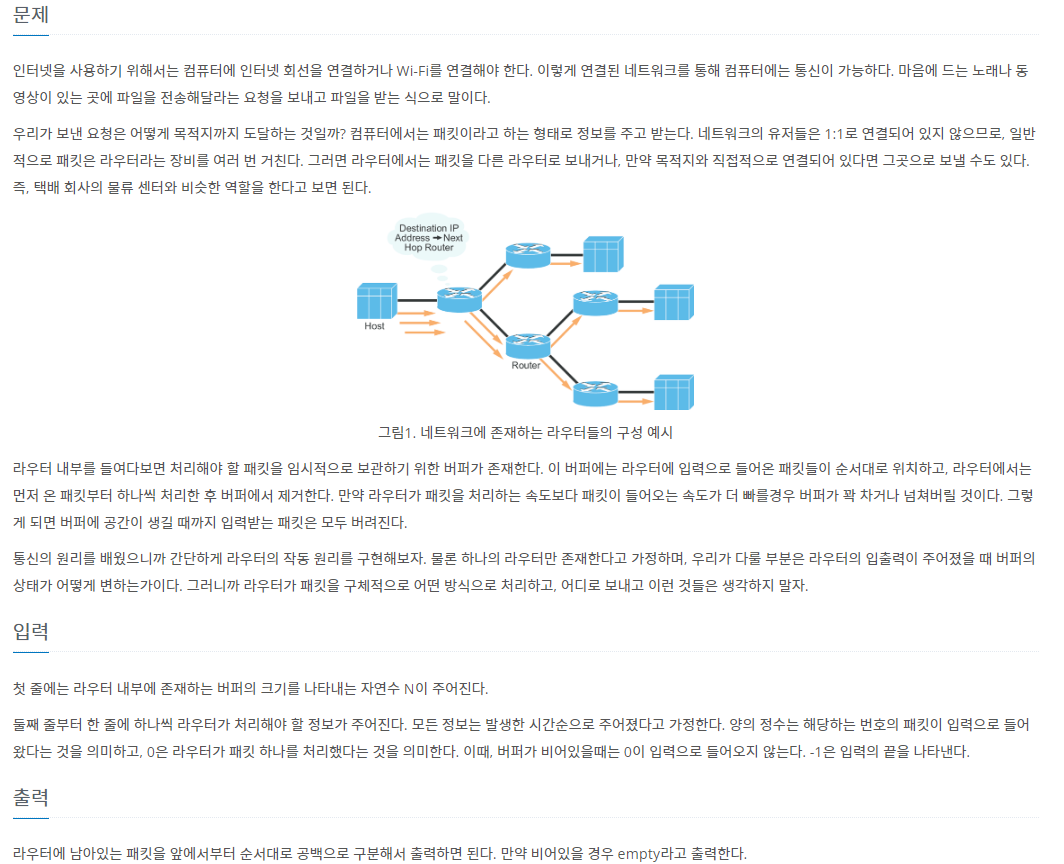 문제
인터넷을 사용하기 위해서는 컴퓨터에 인터넷 회선을 연결하거나 Wi-Fi를 연결해야 한다. 이렇게 연결된 네트워크를 통해 컴퓨터에는 통신이 가능하다. 마음에 드는 노래나 동
영상이 있는 곳에 파일을 전송해달라는 요청을 보내고 파일을 받는 식으로 말이다.
우리가 보낸 요청은 어떻게 목적지까지 도달하는 것일까? 컴퓨터에서는 패킷이라고 하는 형태로 정보를 주고 받는다. 네트워크의 유저들은 1:1로 연결되어 있지 않으므로, 일반
적으로 패킷은 라우터라는 장비를 여러 번 거친다. 그러면 라우터에서는 패킷을 다른 라우터로 보내거나, 만약 목적지와 직접적으로 연결되어 있다면 그곳으로 보낼 수도 있다.
즉, 택배 회사의 물류 센터와 비슷한 역할을 한다고 보면 된다.
Destination IP
Address ➔ Next
Hop Router
Host
Router
그림1. 네트워크에 존재하는 라우터들의 구성 예시
라우터 내부를 들여다보면 처리해야 할 패킷을 임시적으로 보관하기 위한 버퍼가 존재한다. 이 버퍼에는 라우터에 입력으로 들어온 패킷들이 순서대로 위치하고, 라우터에서는
먼저 온 패킷부터 하나씩 처리한 후 버퍼에서 제거한다. 만약 라우터가 패킷을 처리하는 속도보다 패킷이 들어오는 속도가 더 빠를경우 버퍼가 꽉 차거나 넘쳐버릴 것이다. 그렇
게 되면 버퍼에 공간이 생길 때까지 입력받는 패킷은 모두 버려진다.
통신의 원리를 배웠으니까 간단하게 라우터의 작동 원리를 구현해보자. 물론 하나의 라우터만 존재한다고 가정하며, 우리가 다룰 부분은 라우터의 입출력이 주어졌을 때 버퍼의
상태가 어떻게 변하는가이다. 그러니까 라우터가 패킷을 구체적으로 어떤 방식으로 처리하고, 어디로 보내고 이런 것들은 생각하지 말자.
입력
첫 줄에는 라우터 내부에 존재하는 버퍼의 크기를 나타내는 자연수 N이 주어진다.
둘째 줄부터 한 줄에 하나씩 라우터가 처리해야 할 정보가 주어진다. 모든 정보는 발생한 시간순으로 주어졌다고 가정한다. 양의 정수는 해당하는 번호의 패킷이 입력으로 들어
왔다는 것을 의미하고, 0은 라우터가 패킷 하나를 처리했다는 것을 의미한다. 이때, 버퍼가 비어있을때는 0이 입력으로 들어오지 않는다. -1은 입력의 끝을 나타낸다.
출력
라우터에 남아있는 패킷을 앞에서부터 순서대로 공백으로 구분해서 출력하면 된다. 만약 비어있을 경우 empty라고 출력한다.